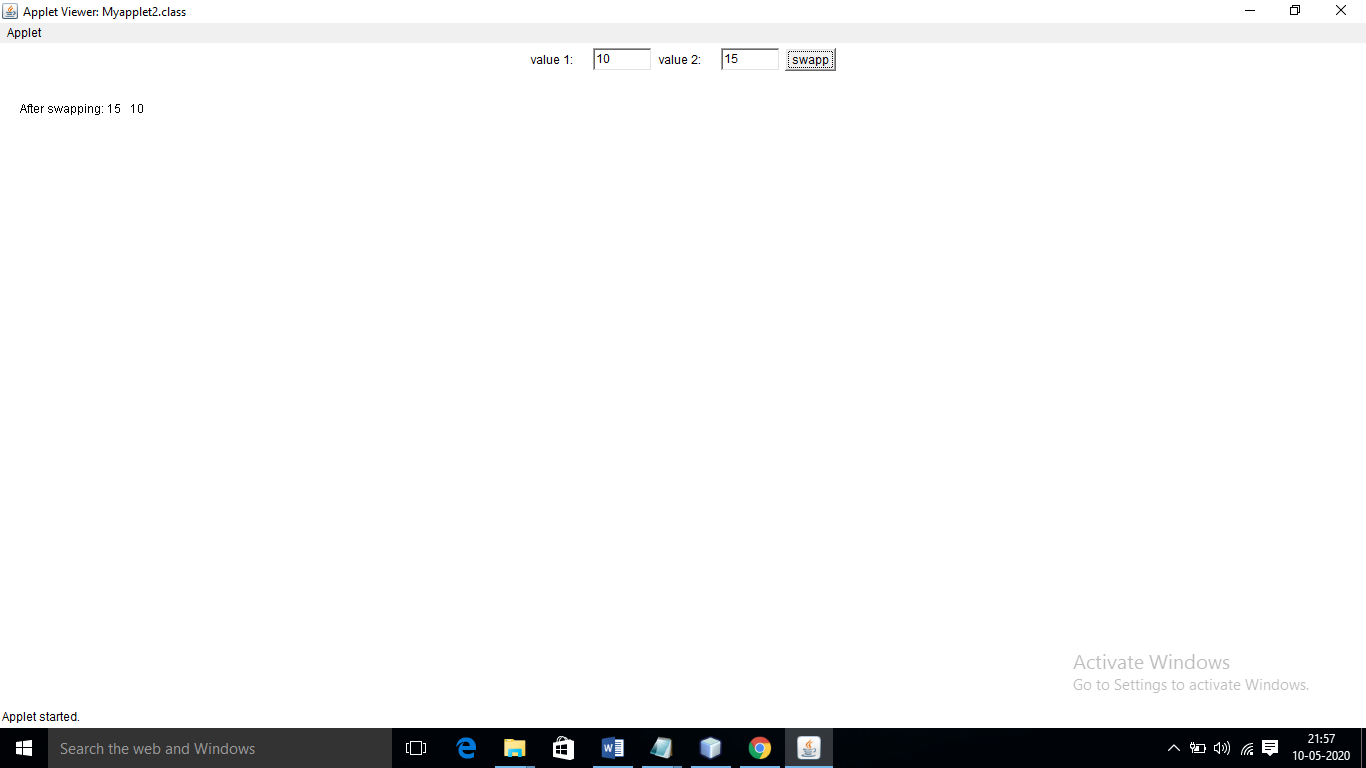 Applet Viewer: Myapplet2.class
Applet
value 1: 10 value 2: 15 swapp
After swapping: 15 10
Activate Windows
Go to Settings to activate Windows.
Applet started.
Search the web and Windows
21:57
10-05-2020